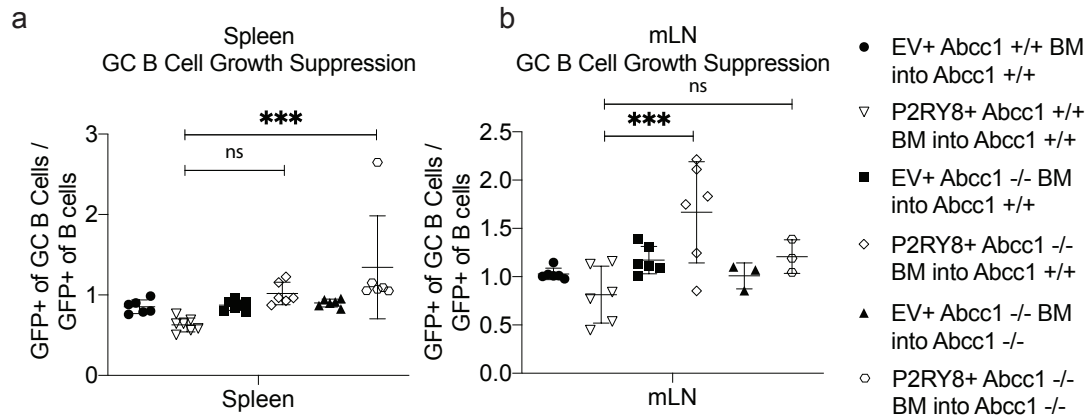 a
Spleen
GC B Cell Growth Suppression
***
ns
GFP+ of GC B Cells /
GFP+ of B cells
3
2
1
0
Spleen
b
mLN
GC B Cell Growth Suppression
ns
***
GFP+ of GC B Cells /
GFP+ of B cells
2.5
2.0
1.5
1.0
0.5
0.0
mLN
EV+ Abcc1 +/+ BM
into Abcc1 +/+
P2RY8+ Abcc1 +/+
BM into Abcc1 +/+
EV+ Abcc1 -/- BM
into Abcc1 +/+
P2RY8+ Abcc1 -/-
BM into Abcc1 +/+
EV+ Abcc1 -/- BM
into Abcc1 -/-
P2RY8+ Abcc1 -/-
BM into Abcc1 -/-